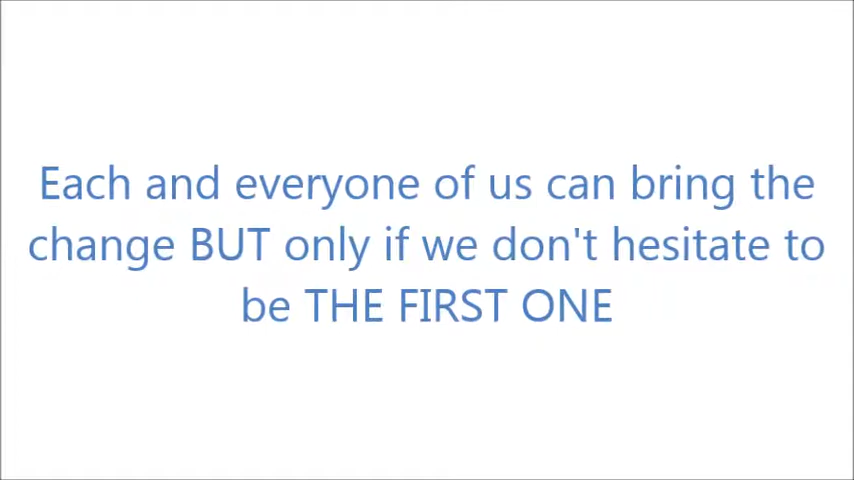 Each and everyone of us can bring the
change BUT only if we don't hesitate to
be THE FIRST ONE